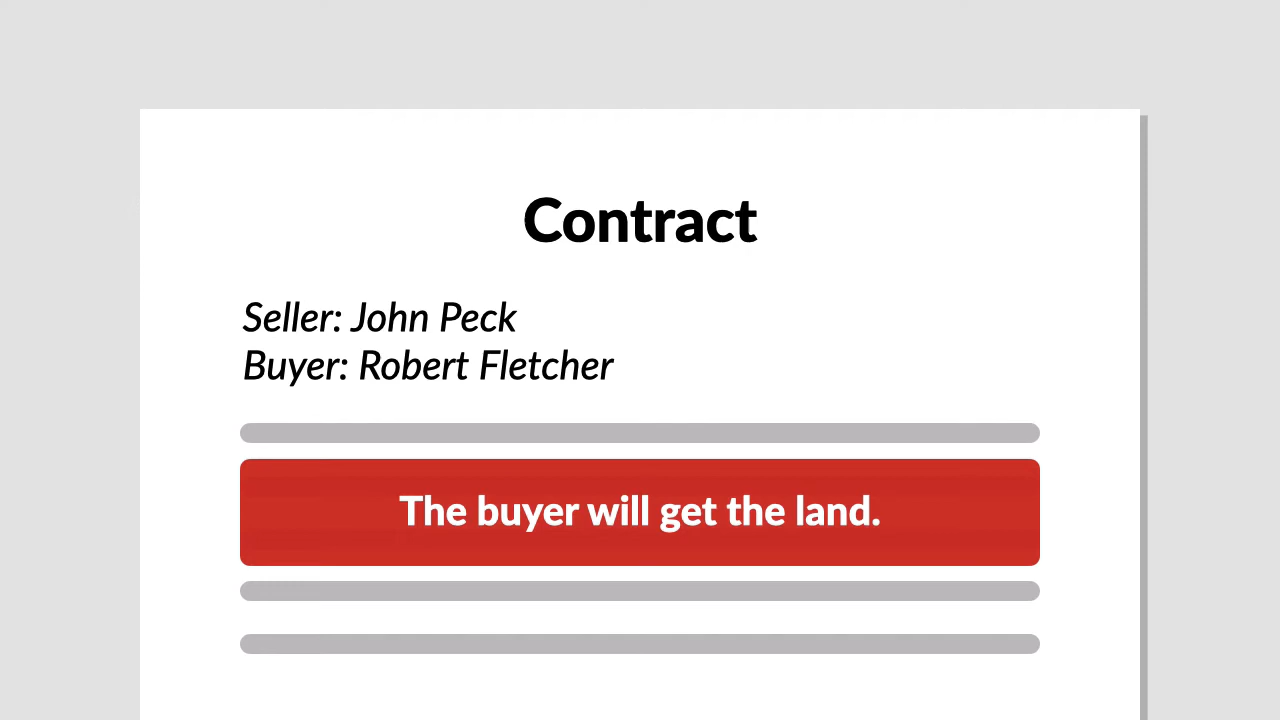 Contract
Seller: John Peck
Buyer: Robert Fletcher
The buyer will get the land.